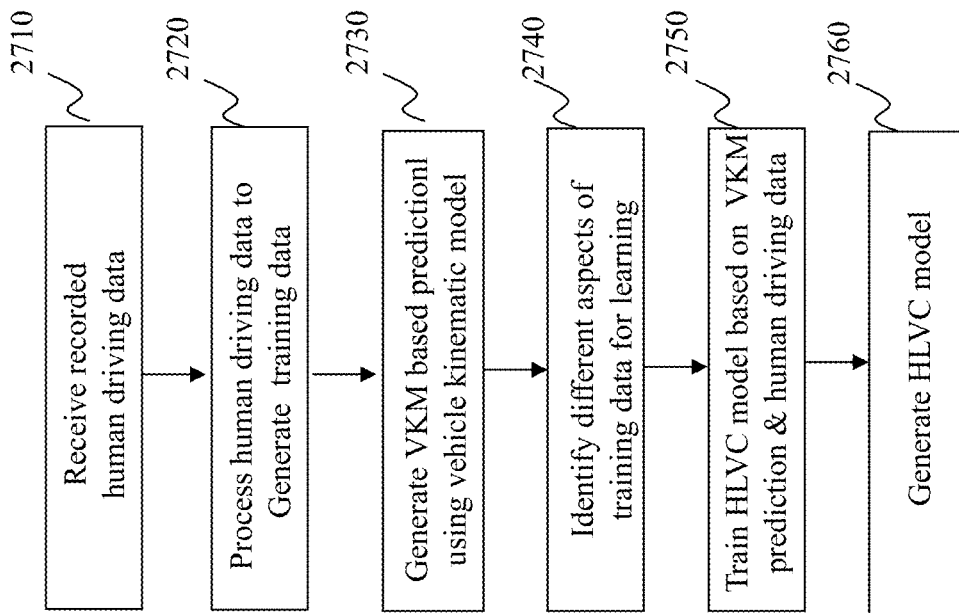 2710
Receive recorded
human driving data
2720
Process human driving data to
Generate training data
2730
Generate VKM based predictionl
using vehicle kinematic model
2740
Identify different aspects of
training data for learning
2750
Train HLVC model based on VKM
prediction & human driving data
2760
Generate HLVC model